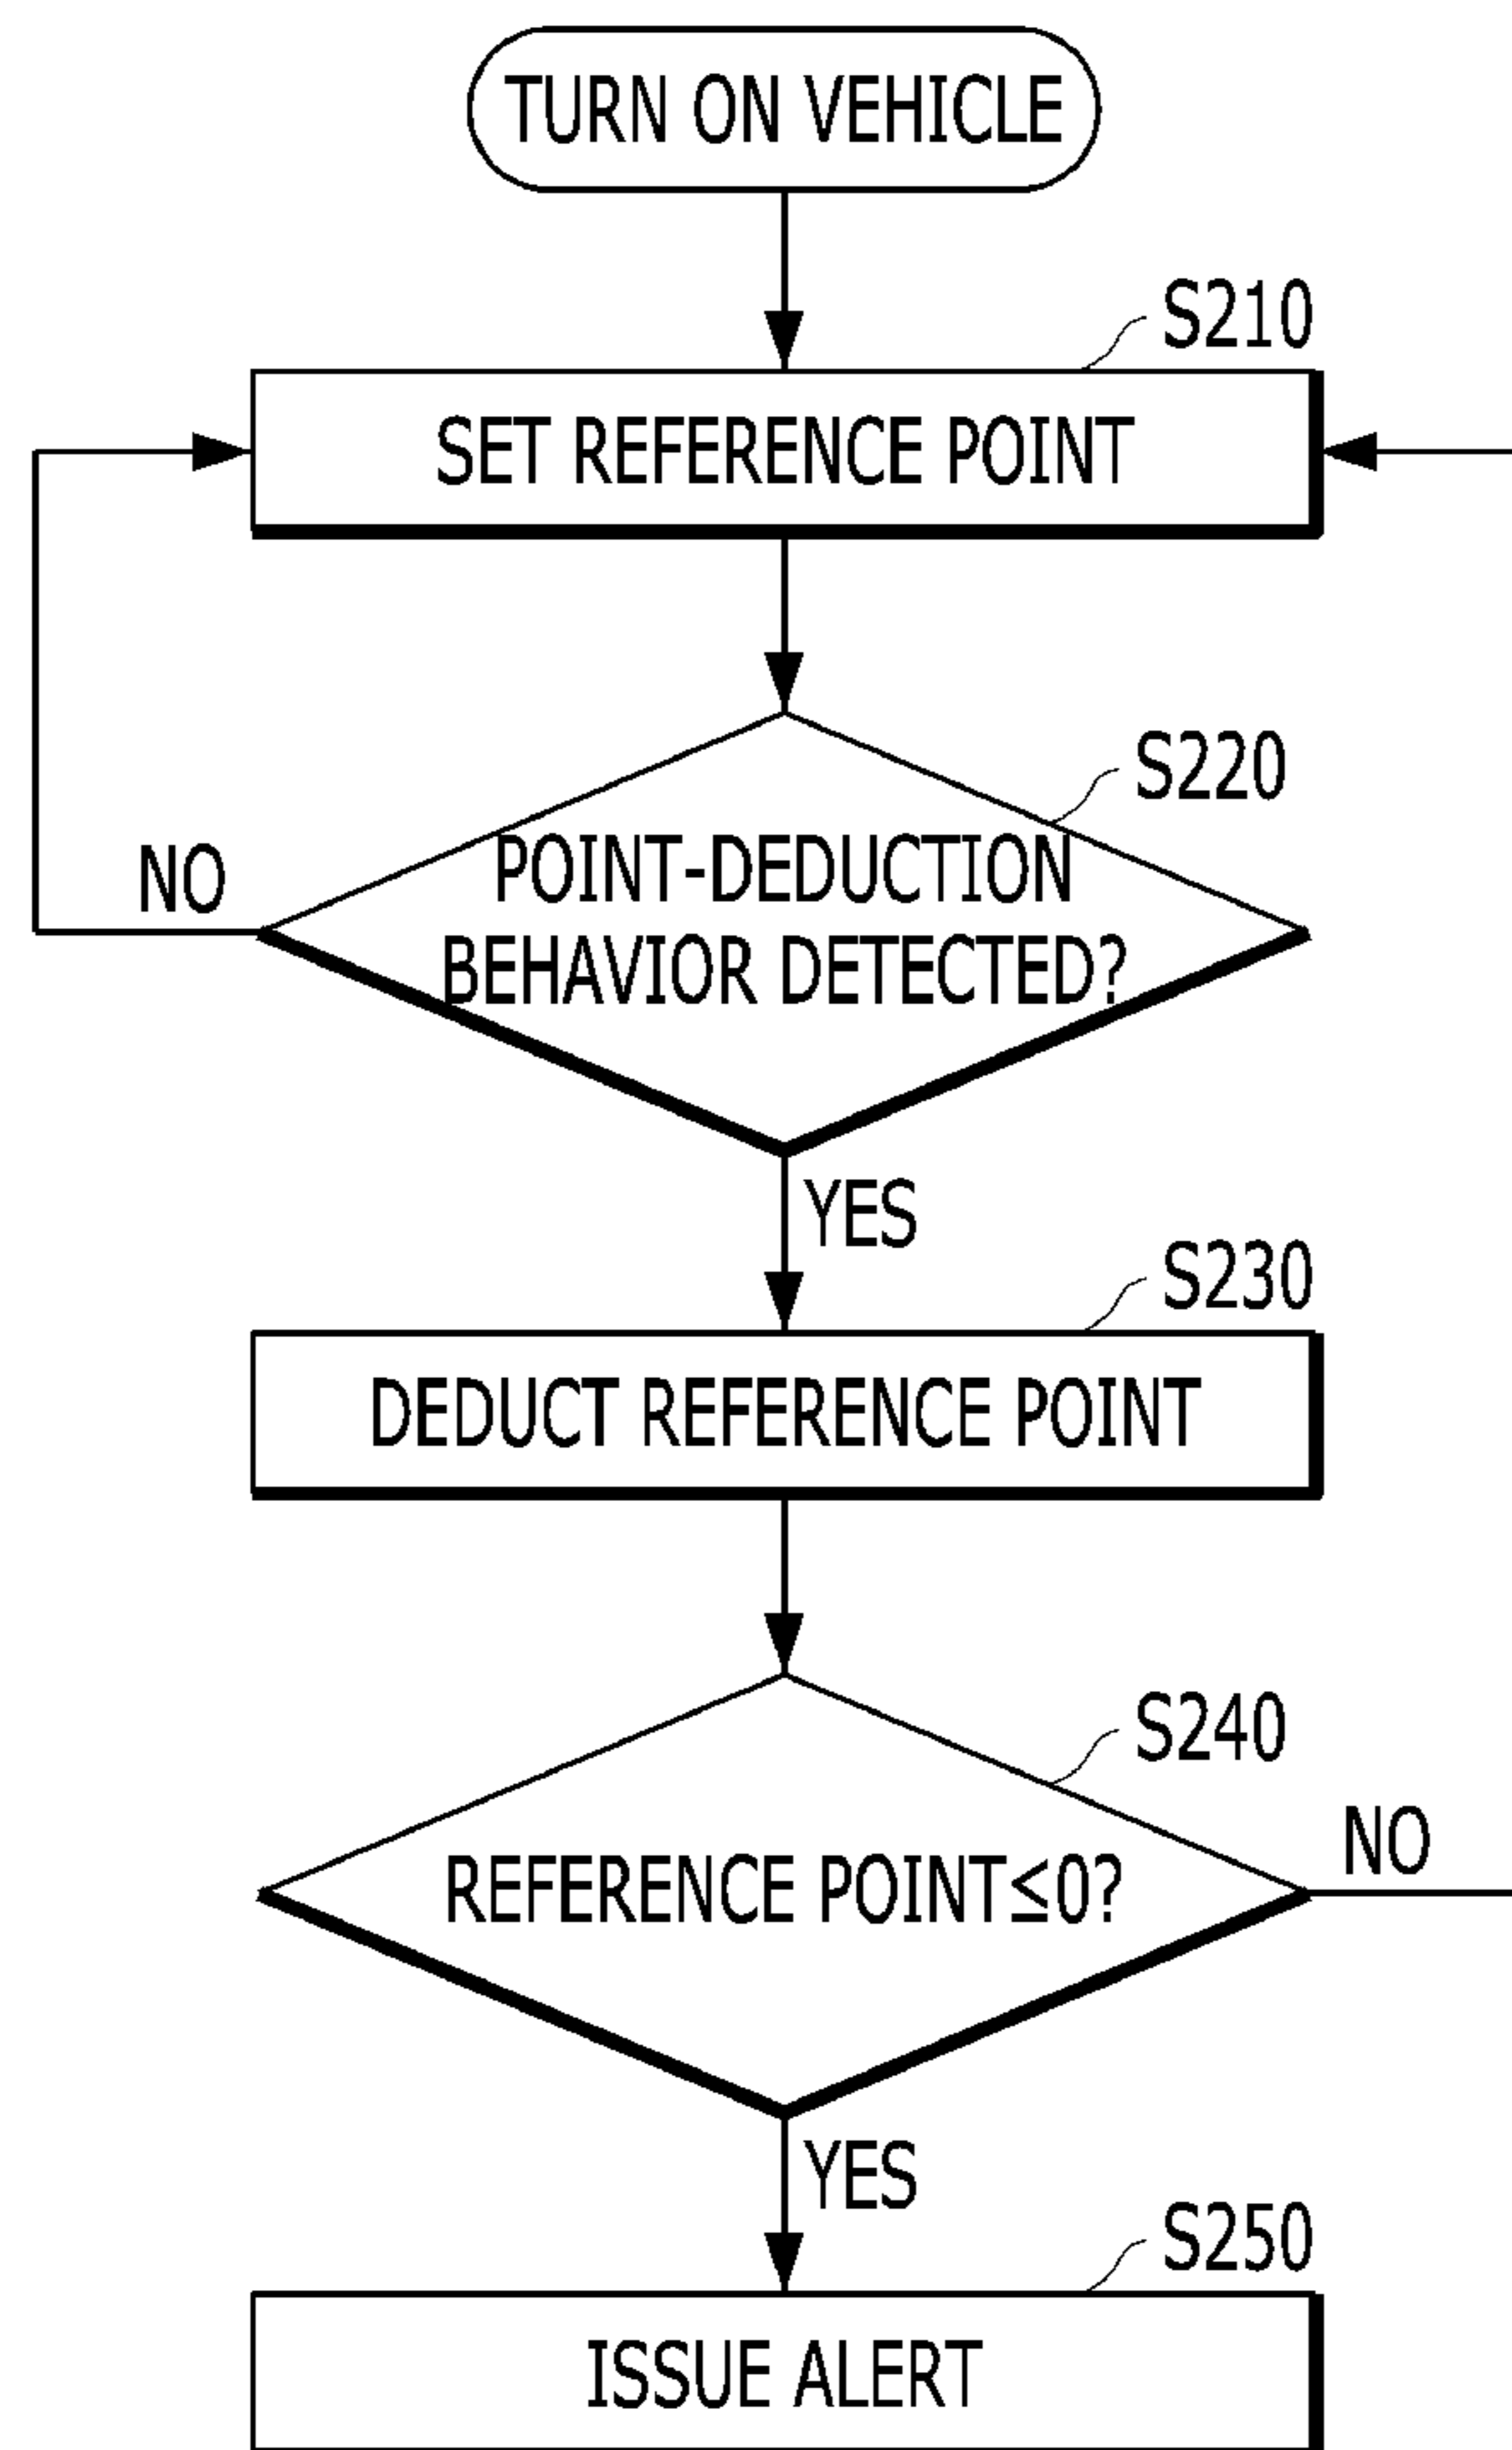 TURN ON VEHICLE
S210
SET REFERENCE POINT
S220
POINT-DEDUCTION
BEHAVIOR DETECTED?
NO
YES
S230
DEDUCT REFERENCE POINT
S240
REFERENCE POINT≤0?
NO
YES
S250
ISSUE ALERT